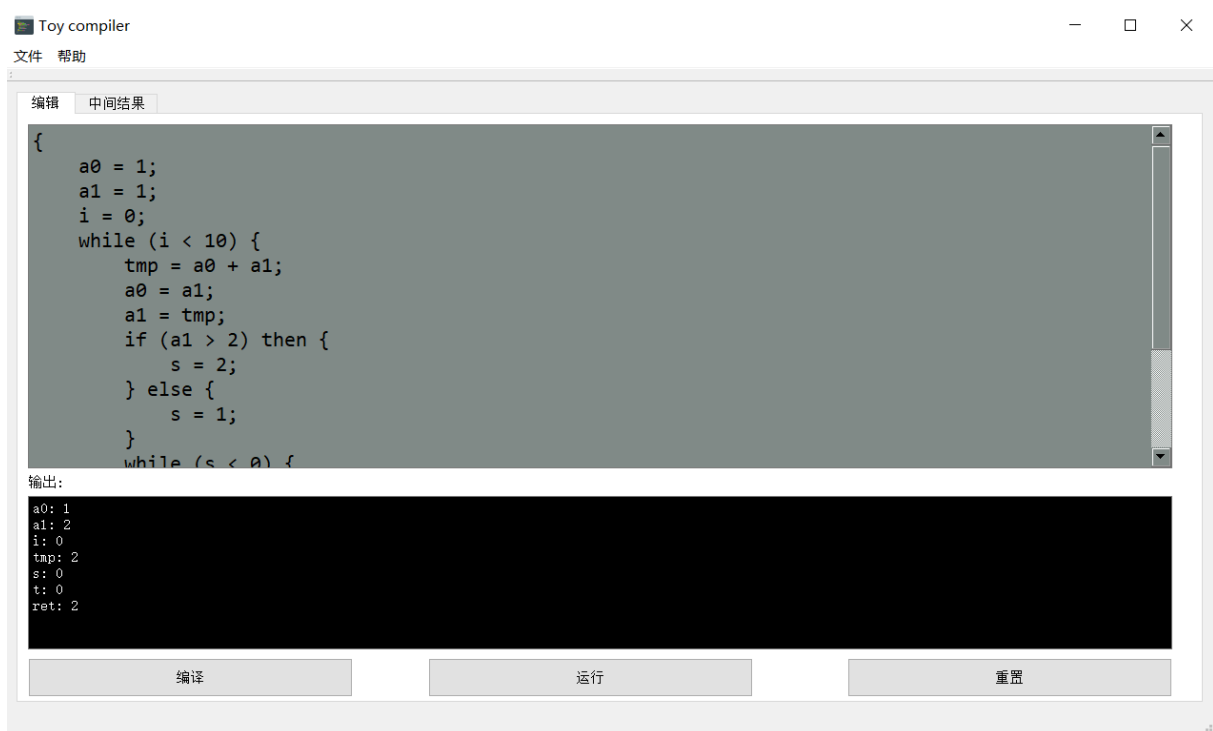 Toy compiler
文件 帮助
编辑 中间结果
{
    a0 = 1;
    a1 = 1;
    i = 0;
    while (i < 10) {
        tmp = a0 + a1;
        a0 = a1;
        a1 = tmp;
        if (a1 > 2) then {
            s = 2;
        } else {
            s = 1;
        }
        while (s < 0) {
输出:
a0: 1
a1: 2
i: 0
tmp: 2
s: 0
t: 0
ret: 2
编译 运行 重置